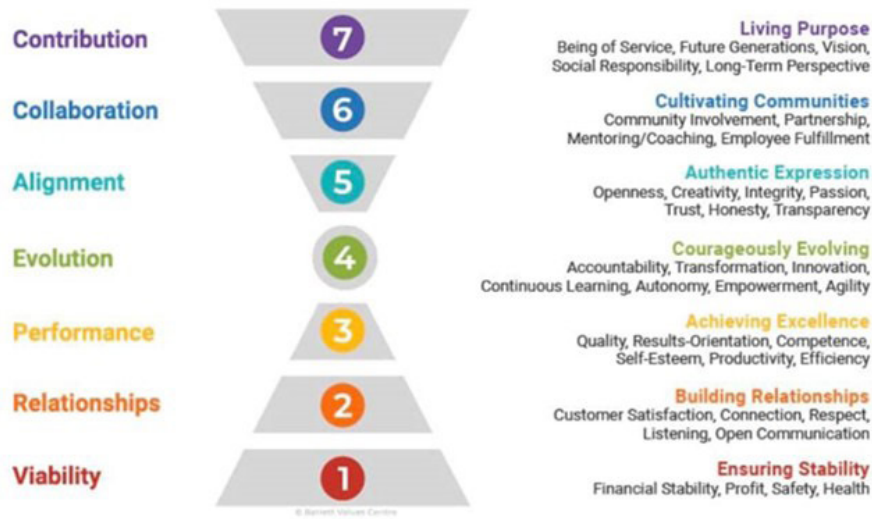 Contribution
7
Living Purpose
Being of Service, Future Generations, Vision,
Social Responsibility, Long-Term Perspective
Collaboration
6
Cultivating Communities
Community Involvement, Partnership,
Mentoring/Coaching, Employee Fulfillment
Alignment
5
Authentic Expression
Openness, Creativity, Integrity, Passion,
Trust, Honesty, Transparency
Evolution
4
Courageously Evolving
Accountability, Transformation, Innovation,
Continuous Learning, Autonomy, Empowerment, Agility
Performance
3
Achieving Excellence
Quality, Results-Orientation, Competence,
Self-Esteem, Productivity, Efficiency
Relationships
2
Building Relationships
Customer Satisfaction, Connection, Respect,
Listening, Open Communication
Viability
1
Ensuring Stability
Financial Stability, Profit, Safety, Health
© Barrett Values Centre